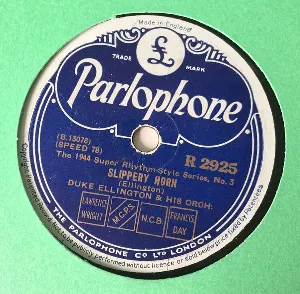 Made in England
£
TRADE MARK
Parlophone
(B.15078)
(SPEED 78)
R 2925
The 1944 Super Rhythm-Style Series, No. 3
SLIPPERY HORN
(Ellington)
DUKE ELLINGTON & HIS ORCH:
LAWRENCE WRIGHT
M.C.P.S.
N.C.B.
FRANCIS DAY
THE PARLOPHONE CO LTD LONDON